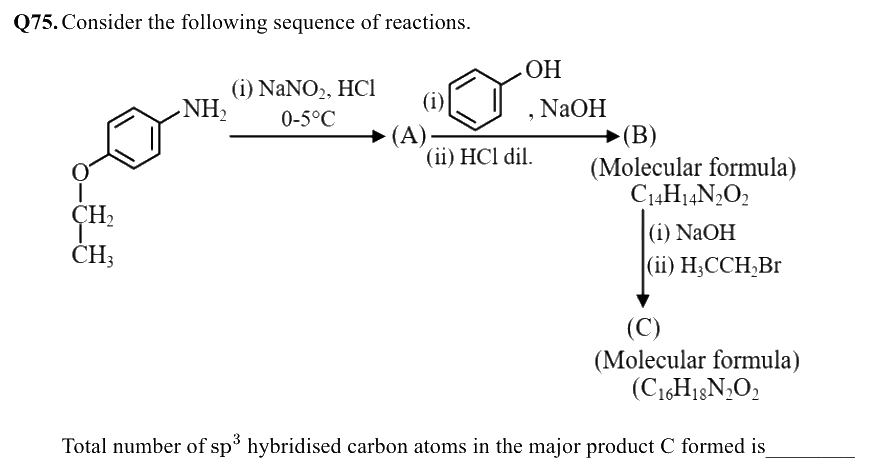 Q75. Consider the following sequence of reactions.
OH
(i) NaNO₂, HCl
(i)
NH₂
, NaOH
0-5°C
(A)
(B)
(ii) HCl dil.
(Molecular formula)
O
C₁₄H₁₄N₂O₂
CH₂
(i) NaOH
CH₃
(ii) H₃CCH₂Br
(C)
(Molecular formula)
(C₁₆H₁₈N₂O₂
Total number of sp³ hybridised carbon atoms in the major product C formed is________